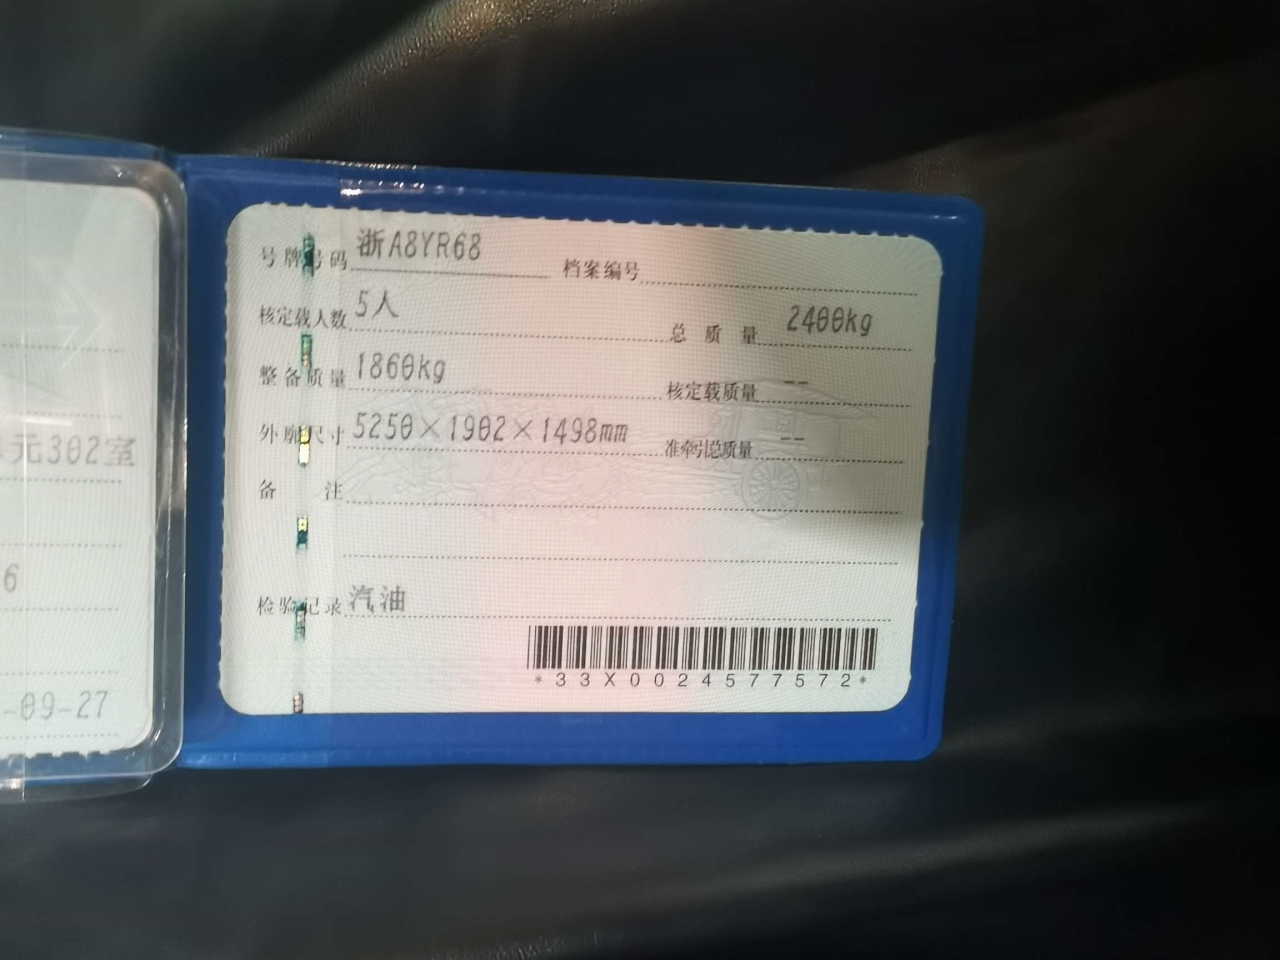 号牌号码 浙A8YR68 档案编号
核定载人数 5人 总质量 2400kg
整备质量 1860kg 核定载质量 --
外廓尺寸 5250×1902×1498mm 准牵引总质量 --
备注
检验记录 汽油
*33X0024577572*
元302室
6
-09-27